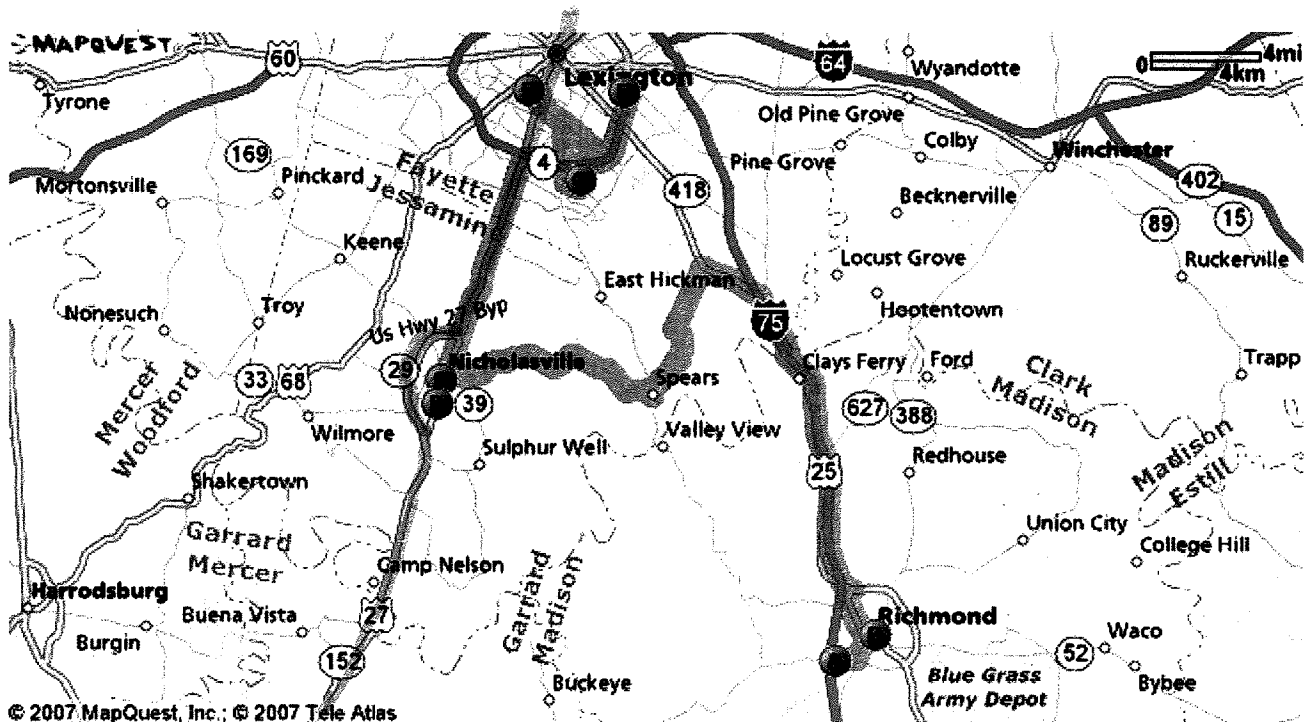 MAPQUEST
60
64
Wyandotte
0 4mi
4km
Tyrone
Lexington
Old Pine Grove
Colby
169
4
Pine Grove
Winchester
Fayette
Jessamin
Mortonsville
Pinckard
418
Becknerville
402
89
15
Keene
Locust Grove
Ruckerville
East Hickman
Hootentown
Nonesuch
Troy
Us Hwy 27 Byp
75
Nicholasville
Clays Ferry
Ford
Trapp
33
68
29
39
Spears
Clark
Madison
Mercer
Woodford
Wilmore
627
388
Sulphur Well
Valley View
Redhouse
Madison
Estill
25
Shakertown
Union City
Garrard
Mercer
College Hill
Camp Nelson
Garrard
Madison
Harrodsburg
Buena Vista
27
Richmond
Burgin
152
52
Waco
Blue Grass
Army Depot
Bybee
Buckeye
© 2007 MapQuest, Inc.; © 2007 Tele Atlas